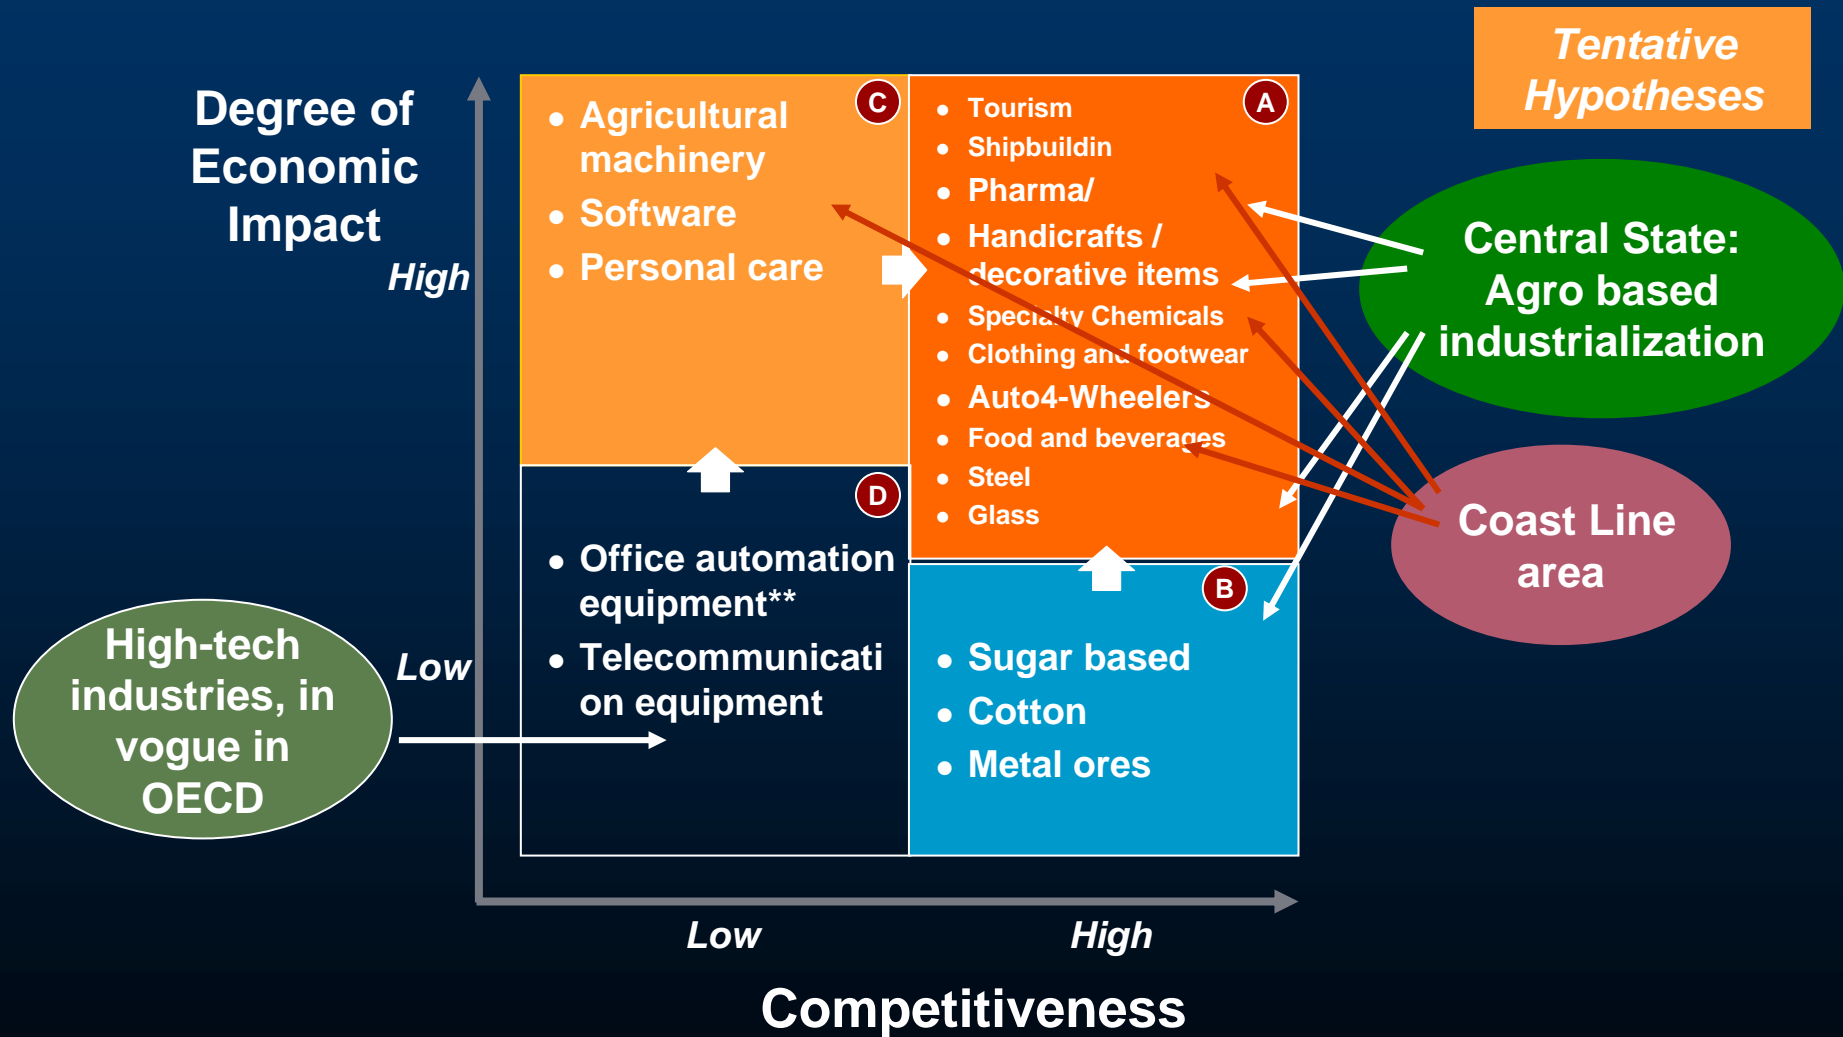 Tentative
Hypotheses
Degree of
Economic
Impact
High
Low
C
• Agricultural
machinery
• Software
• Personal care
A
• Tourism
• Shipbuildin
• Pharma/
• Handicrafts /
decorative items
• Specialty Chemicals
• Clothing and footwear
• Auto4-Wheelers
• Food and beverages
• Steel
• Glass
D
• Office automation
equipment**
• Telecommunicati
on equipment
B
• Sugar based
• Cotton
• Metal ores
Central State:
Agro based
industrialization
Coast Line
area
High-tech
industries, in
vogue in
OECD
Low
High
Competitiveness